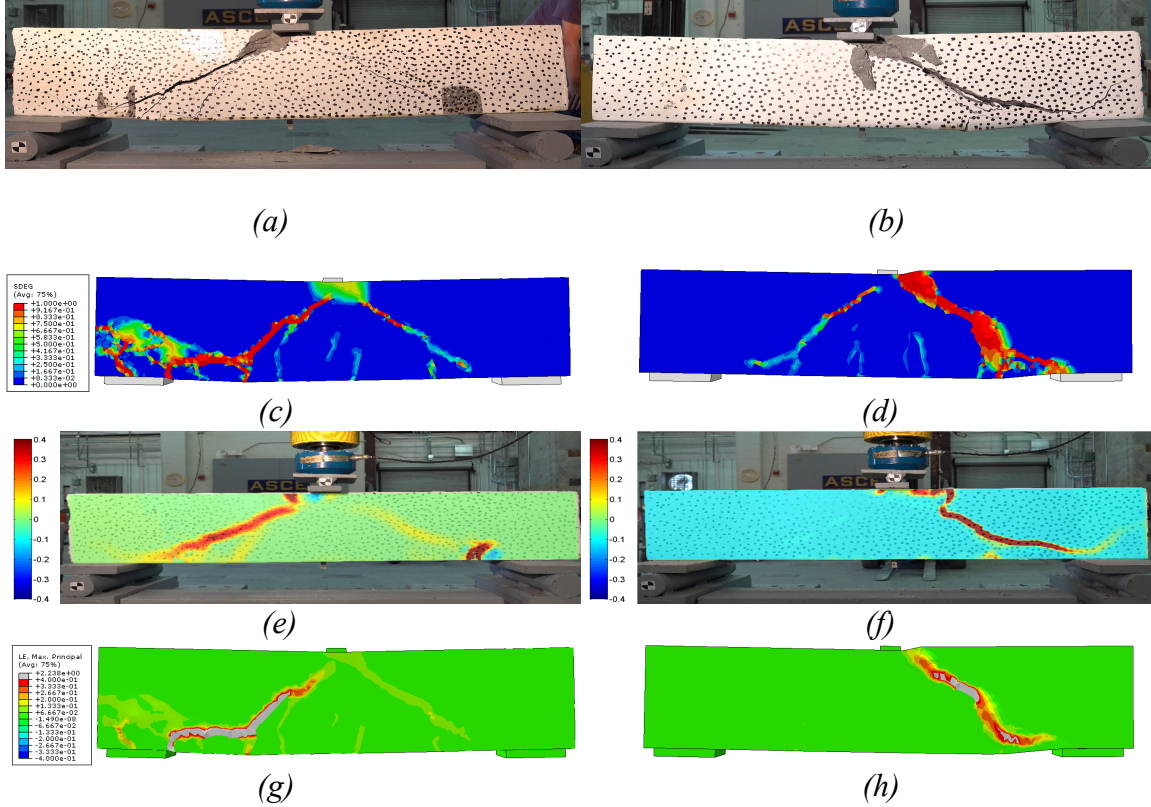 ASCE
ASCE
(a)
(b)
SDEG
(Avg: 75%)
+1.000e+00
+9.167e-01
+8.333e-01
+7.500e-01
+6.667e-01
+5.833e-01
+5.000e-01
+4.167e-01
+3.333e-01
+2.500e-01
+1.667e-01
+8.333e-02
+0.000e+00
(c)
(d)
0.4
0.3
0.2
0.1
0
-0.1
-0.2
-0.3
-0.4
ASCE
(e)
0.4
0.3
0.2
0.1
0
-0.1
-0.2
-0.3
-0.4
ASCE
(f)
LE, Max. Principal
(Avg: 75%)
+2.238e+00
+4.000e-01
+3.333e-01
+2.667e-01
+2.000e-01
+1.333e-01
+6.667e-02
-1.490e-08
-6.667e-02
-1.333e-01
-2.000e-01
-2.667e-01
-3.333e-01
-4.000e-01
(g)
(h)